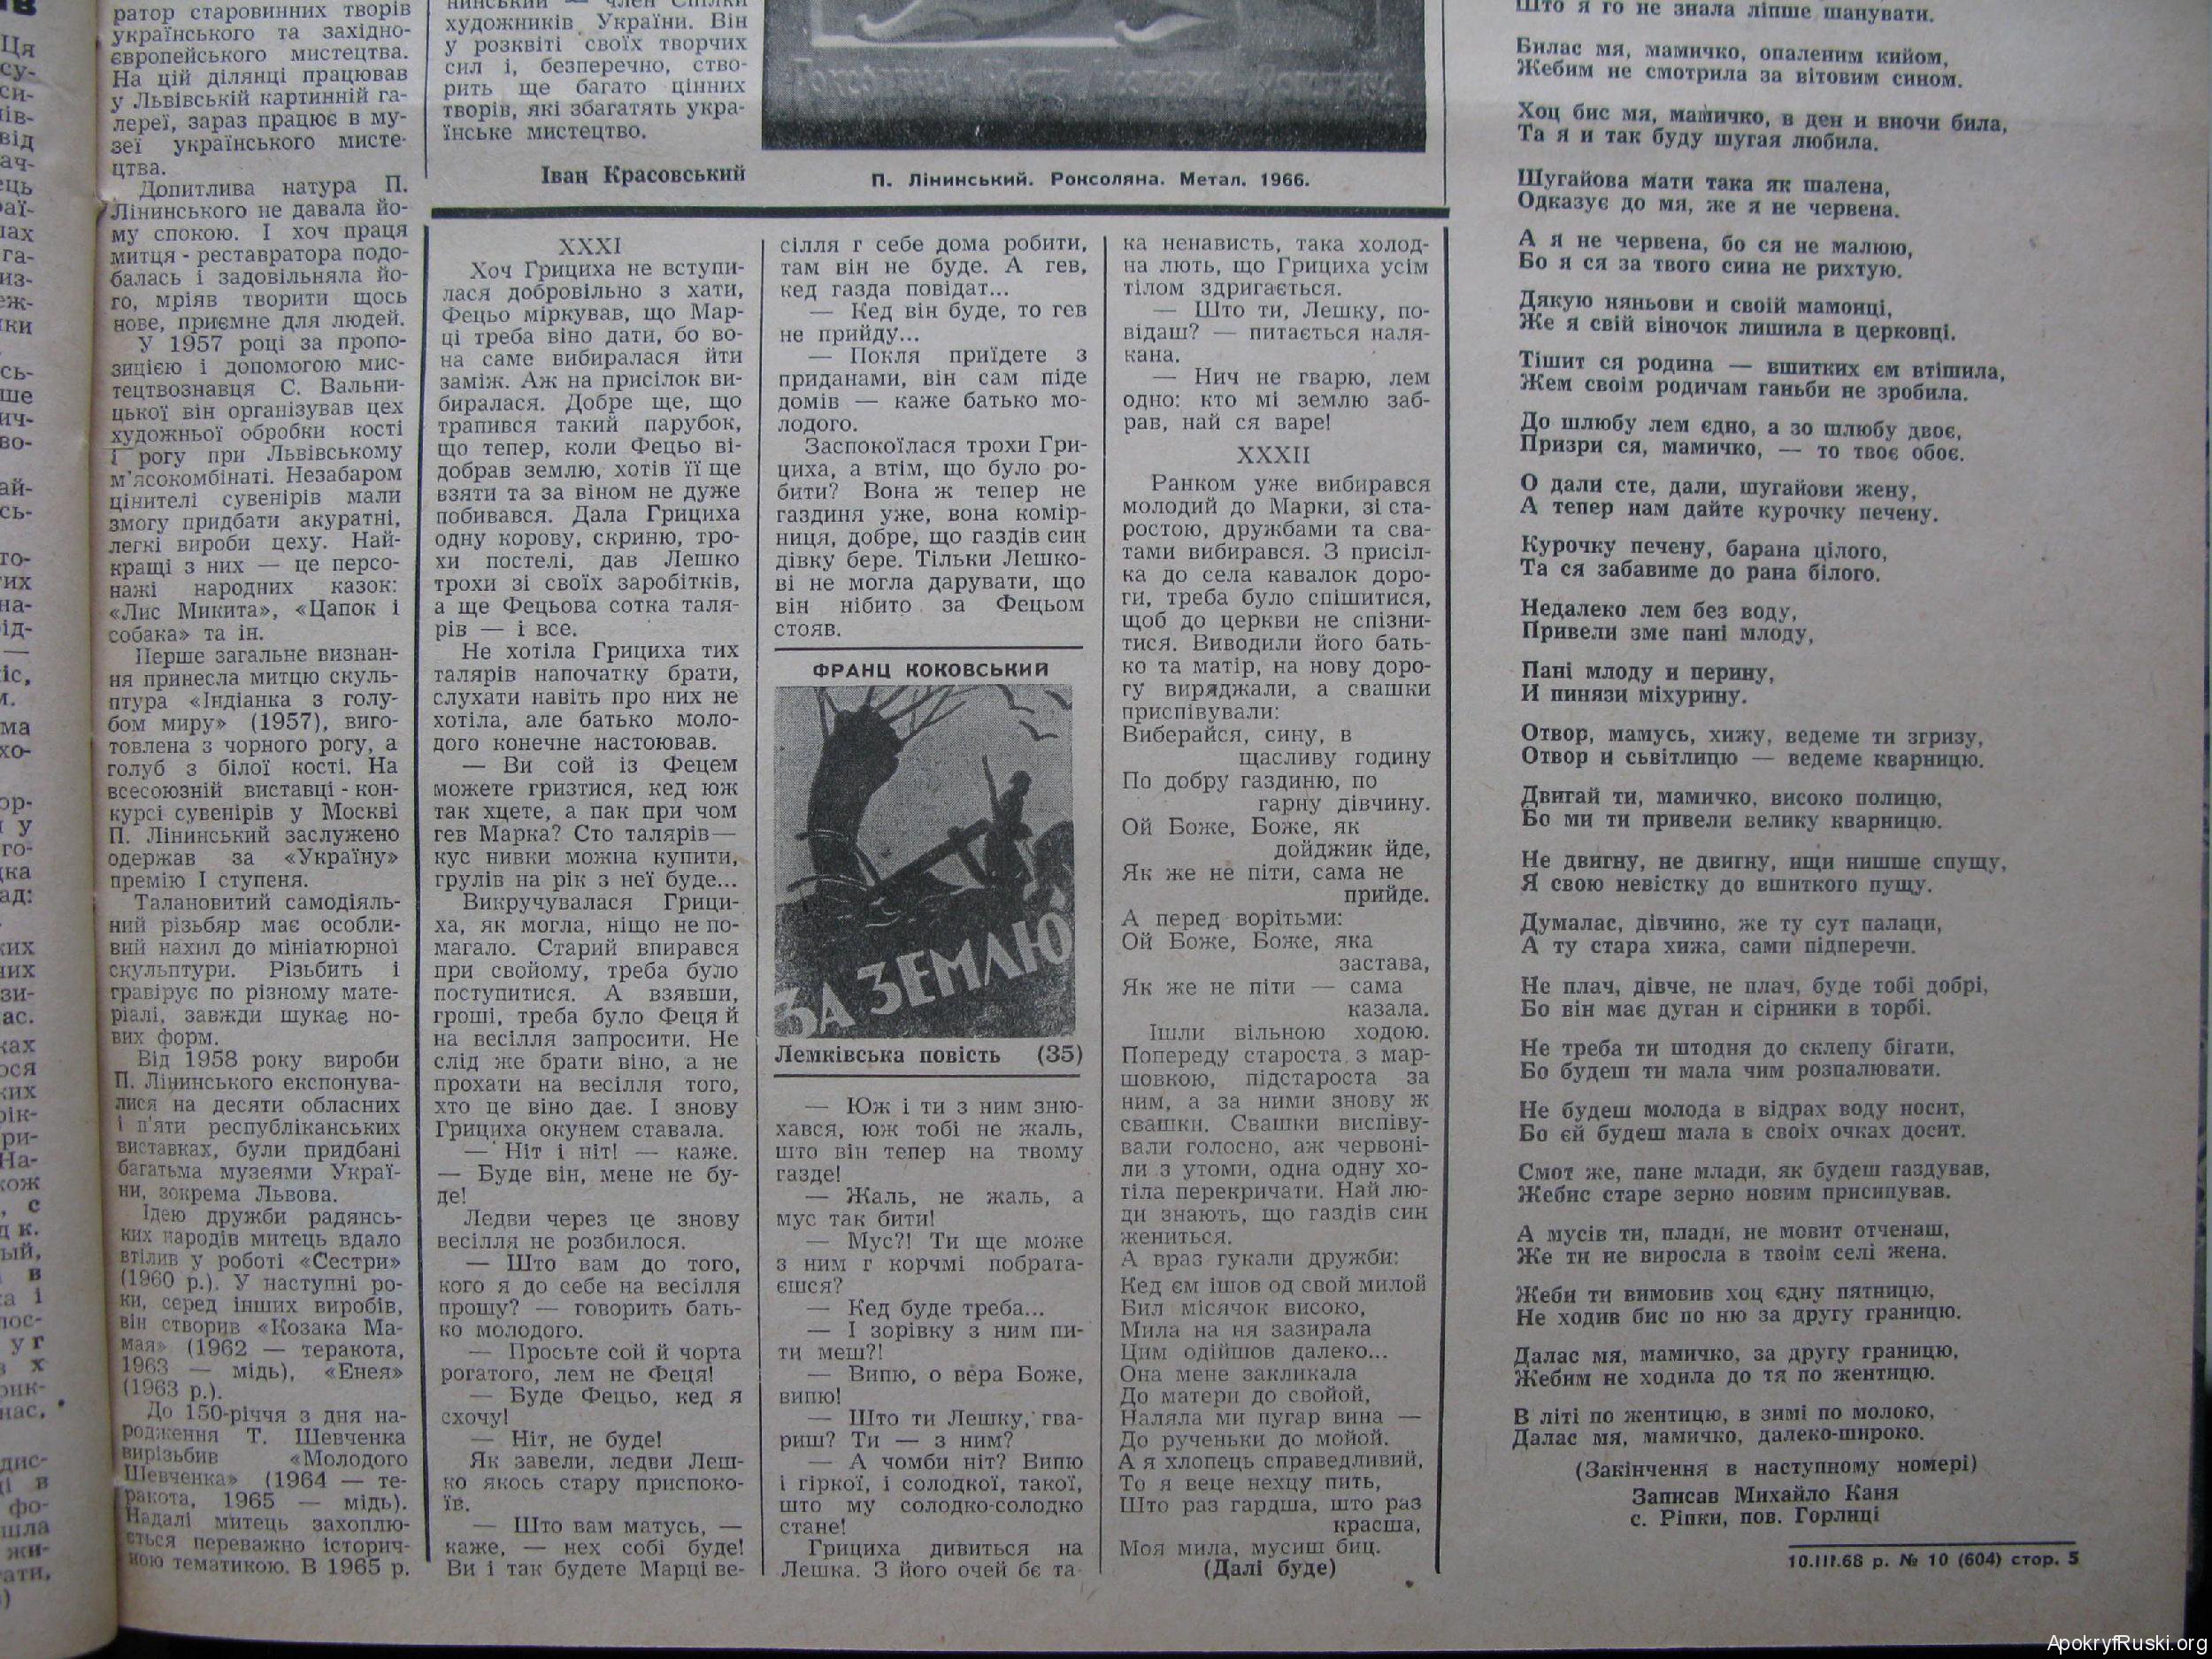 ратор старовинних творів
українського та західно-
європейського мистецтва.
На цій ділянці працював
у Львівській картинній га-
лереї, зараз працює в му-
зеї українського мисте-
цтва.
Допитлива натура П.
Лінинського не давала йо-
му спокою. І хоч праця
митця - реставратора подо-
балась і задовільняла йо-
го, мріяв творити щось
нове, приємне для людей.
У 1957 році за пропо-
зицією і допомогою мис-
тецтвознавця С. Вальни-
цької він організував цех
художньої обробки кості
і рогу при Львівському
м'ясокомбінаті. Незабаром
цінителі сувенірів мали
змогу придбати акуратні,
легкі вироби цеху. Най-
кращі з них — це персо-
нажі народних казок:
«Лис Микита», «Цапок і
собака» та ін.
Перше загальне визнан-
ня принесла митцю скуль-
птура «Індіанка з голу-
бом миру» (1957), виго-
товлена з чорного рогу, а
голуб з білої кості. На
всесоюзній виставці - кон-
курсі сувенірів у Москві
П. Лінинський заслужено
одержав за «Україну»
премію І ступеня.
Талановитий самодіяль-
ний різьбяр має особли-
вий нахил до мініатюрної
скульптури. Різьбить і
гравірує по різному мате-
ріалі, завжди шукає но-
вих форм.
Від 1958 року вироби
П. Лінинського експонува-
лися на десяти обласних
і п'яти республіканських
виставках, були придбані
багатьма музеями Украї-
ни, зокрема Львова.
Ідею дружби радянсь-
ких народів митець вдало
втілив у роботі «Сестри»
(1960 р.). У наступні ро-
ки, серед інших виробів,
він створив «Козака Ма-
мая» (1962 — теракота,
1963 — мідь), «Енея»
(1963 р.).
До 150-річчя з дня на-
родження Т. Шевченка
вирізьбив «Молодого
Шевченка» (1964 — те-
ракота, 1965 — мідь).
Надалі митець захоплю-
ється переважно історич-
ною тематикою. В 1965 р.
нинський — член Спілки
художників України. Він
у розквіті своїх творчих
сил і, безперечно, ство-
рить ще багато цінних
творів, які збагатять укра-
їнське мистецтво.
Іван Красовський
П. Лінинський. Роксоляна. Метал. 1966.
XXXI
Хоч Грициха не вступи-
лася добровільно з хати,
Фецьо міркував, що Мар-
ці треба віно дати, бо во-
на саме вибиралася йти
заміж. Аж на присілок ви-
биралася. Добре ще, що
трапився такий парубок,
що тепер, коли Фецьо ві-
добрав землю, хотів її ще
взяти та за віном не дуже
побивався. Дала Грициха
одну корову, скриню, тро-
хи постелі, дав Лешко
трохи зі своїх заробітків,
а ще Фецьова сотка таля-
рів — і все.
Не хотіла Грициха тих
талярів напочатку брати,
слухати навіть про них не
хотіла, але батько моло-
дого конечне настоював.
— Ви сой із Фецем
можете гризтися, кед юж
так хцете, а пак при чом
гев Марка? Сто талярів—
кус нивки можна купити,
грулів на рік з неї буде...
Викручувалася Грици-
ха, як могла, ніщо не по-
магало. Старий впирався
при свойому, треба було
поступитися. А взявши,
гроші, треба було Феця й
на весілля запросити. Не
слід же брати віно, а не
прохати на весілля того,
хто це віно дає. І знову
Грициха окунем ставала.
— Ніт і ніт! — каже.
— Буде він, мене не бу-
де!
Ледви через це знову
весілля не розбилося.
— Што вам до того,
кого я до себе на весілля
прошу? — говорить бать-
ко молодого.
— Просьте сой й чорта
рогатого, лем не Феця!
— Буде Фецьо, кед я
схочу!
— Ніт, не буде!
Як завели, ледви Леш-
ко якось стару приспоко-
їв.
— Што вам матусь, —
каже, — нех собі буде!
Ви і так будете Марці ве-
сілля г себе дома робити,
там він не буде. А гев,
кед газда повідат...
— Кед він буде, то гев
не прийду...
— Покля приїдете з
приданами, він сам піде
домів — каже батько мо-
лодого.
Заспокоїлася трохи Гри-
циха, а втім, що було ро-
бити? Вона ж тепер не
газдиня уже, вона комір-
ниця, добре, що газдів син
дівку бере. Тільки Лешко-
ві не могла дарувати, що
він нібито за Фецьом
стояв.
ФРАНЦ КОКОВСЬКИЙ
ЗА ЗЕМЛЮ
Лемківська повість (35)
— Юж і ти з ним зню-
хався, юж тобі не жаль,
што він тепер на твому
газде!
— Жаль, не жаль, а
мус так бити!
— Мус?! Ти ще може
з ним г корчмі побрата-
єшся?
— Кед буде треба...
— І зорівку з ним пи-
ти меш?!
— Випю, о вера Боже,
випю!
— Што ти Лешку, гва-
риш? Ти — з ним?
— А чомби ніт? Випю
і гіркої, і солодкої, такої,
што му солодко-солодко
стане!
Грициха дивиться на
Лешка. З його очей бє та-
ка ненависть, така холод-
на лють, що Грициха усім
тілом здригається.
— Што ти, Лешку, по-
відаш? — питається наля-
кана.
— Нич не гварю, лем
одно: кто мі землю заб-
рав, най ся варе!
XXXII
Ранком уже вибирався
молодий до Марки, зі ста-
ростою, дружбами та сва-
тами вибирався. З присіл-
ка до села кавалок доро-
ги, треба було спішитися,
щоб до церкви не спізни-
тися. Виводили його бать-
ко та матір, на нову доро-
гу виряджали, а свашки
приспівували:
Виберайся, сину, в
щасливу годину
По добру газдиню, по
гарну дівчину.
Ой Боже, Боже, як
дойджик йде,
Як же не піти, сама не
прийде.
А перед ворітьми:
Ой Боже, Боже, яка
застава,
Як же не піти — сама
казала.
Ішли вільною ходою.
Попереду староста з мар-
шовкою, підстароста за
ним, а за ними знову ж
свашки. Свашки виспіву-
вали голосно, аж червоні-
ли з утоми, одна одну хо-
тіла перекричати. Най лю-
ди знають, що газдів син
жениться.
А враз гукали дружби:
Кед єм ішов од свой милой
Бил місячок високо,
Мила на ня зазирала
Цим одійшов далеко...
Она мене закликала
До матери до свойой,
Наляла ми пугар вина —
До рученьки до мойой.
А я хлопець справедливий,
То я веце нехцу пить,
Што раз гардша, што раз
красша,
Моя мила, мусиш биц.
(Далі буде)
Што я го не знала ліпше шанувати.
Билас мя, мамичко, опаленим кийом,
Жебим не смотрила за вітовим сином.
Хоц бис мя, мамичко, в ден и вночи била,
Та я и так буду шугая любила.
Шугайова мати така як шалена,
Одказує до мя, же я не червена.
А я не червена, бо ся не малюю,
Бо я ся за твого сина не рихтую.
Дякую няньови и своїй мамонці,
Же я свій віночок лишила в церковці.
Тішит ся родина — вшитких єм втішила,
Жем своїм родичам ганьби не зробила.
До шлюбу лем єдно, а зо шлюбу двоє,
Призри ся, мамичко, — то твоє обоє.
О дали сте, дали, шугайови жену,
А тепер нам дайте курочку печену.
Курочку печену, барана цілого,
Та ся забавиме до рана білого.
Недалеко лем без воду,
Привели зме пані млоду,
Пані млоду и перину,
И пинязи міхурину.
Отвор, мамусь, хижу, ведеме ти згризу,
Отвор и сьвітлицю — ведеме кварницю.
Двигай ти, мамичко, високо полицю,
Бо ми ти привели велику кварницю.
Не двигну, не двигну, ищи нишше спущу,
Я свою невістку до вшиткого пущу.
Думалас, дівчино, же ту сут палаци,
А ту стара хижа, сами підперечи.
Не плач, дівче, не плач, буде тобі добрі,
Бо він має дуган и сірники в торбі.
Не треба ти штодня до склепу бігати,
Бо будеш ти мала чим розпалювати.
Не будеш молода в відрах воду носит,
Бо єй будеш мала в своїх очках досит.
Смот же, пане млади, як будеш газдував,
Жебис старе зерно новим присипував.
А мусів ти, плади, не мовит отченаш,
Же ти не виросла в твоїм селі жена.
Жеби ти вимовив хоц єдну пятницю,
Не ходив бис по ню за другу границю.
Далас мя, мамичко, за другу границю,
Жебим не ходила до тя по жентицю.
В літі по жентицю, в зимі по молоко,
Далас мя, мамичко, далеко-широко.
(Закінчення в наступному номері)
Записав Михайло Каня
с. Ріпки, пов. Горлиці
10.III.68 р. № 10 (604) стор. 5
ApokryfRuski.org